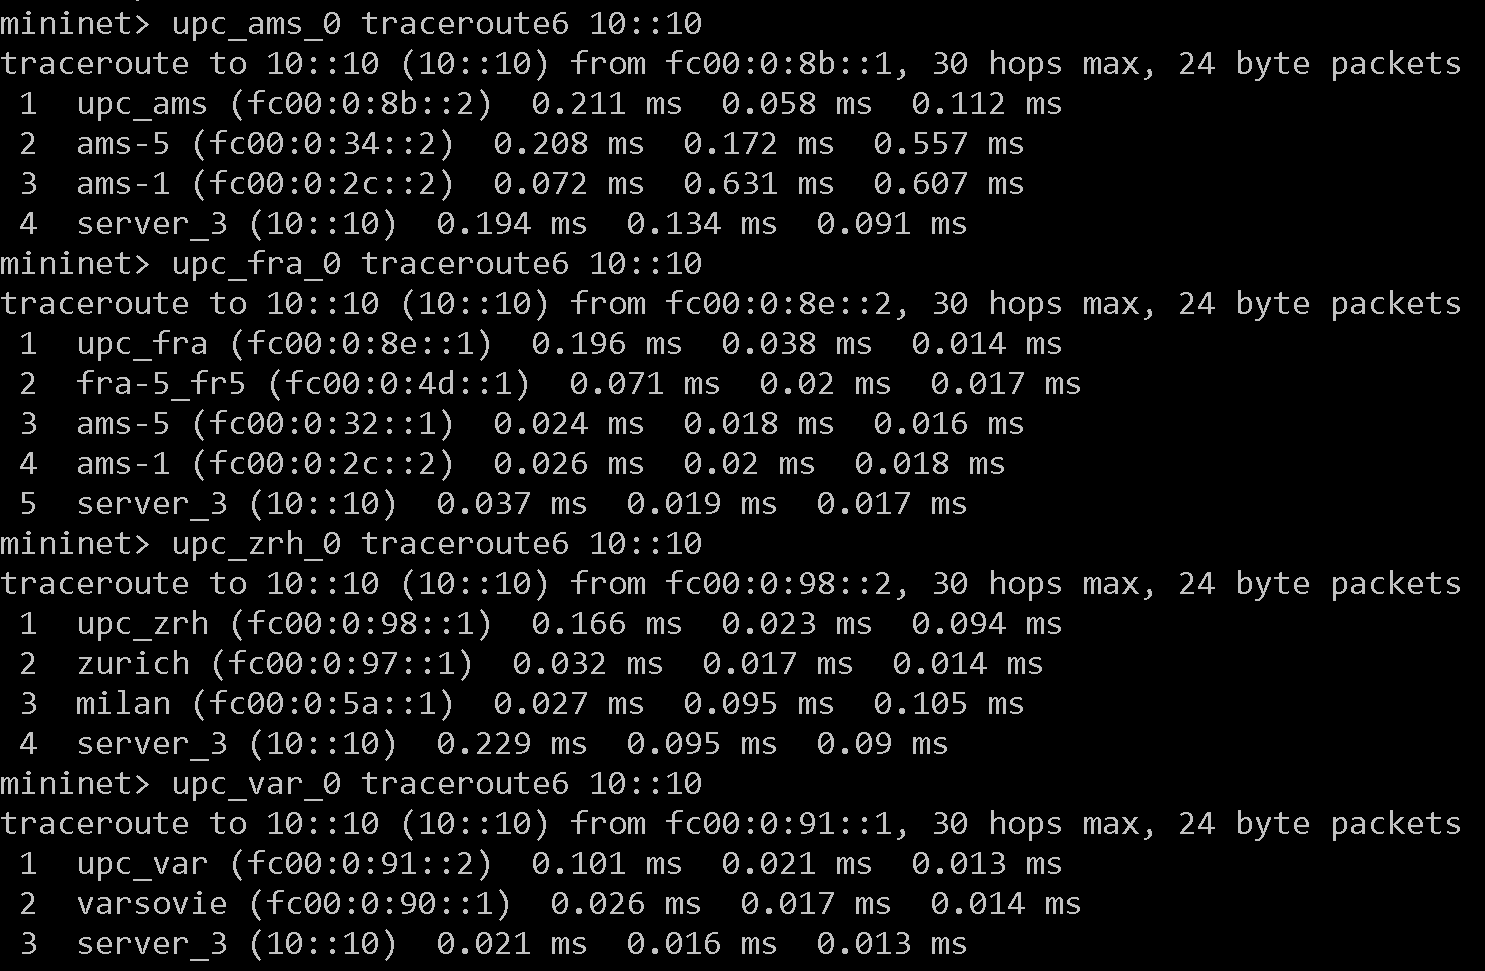 mininet> upc_ams_0 traceroute6 10::10
traceroute to 10::10 (10::10) from fc00:0:8b::1, 30 hops max, 24 byte packets
 1  upc_ams (fc00:0:8b::2)  0.211 ms  0.058 ms  0.112 ms
 2  ams-5 (fc00:0:34::2)  0.208 ms  0.172 ms  0.557 ms
 3  ams-1 (fc00:0:2c::2)  0.072 ms  0.631 ms  0.607 ms
 4  server_3 (10::10)  0.194 ms  0.134 ms  0.091 ms
mininet> upc_fra_0 traceroute6 10::10
traceroute to 10::10 (10::10) from fc00:0:8e::2, 30 hops max, 24 byte packets
 1  upc_fra (fc00:0:8e::1)  0.196 ms  0.038 ms  0.014 ms
 2  fra-5_fr5 (fc00:0:4d::1)  0.071 ms  0.02 ms  0.017 ms
 3  ams-5 (fc00:0:32::1)  0.024 ms  0.018 ms  0.016 ms
 4  ams-1 (fc00:0:2c::2)  0.026 ms  0.02 ms  0.018 ms
 5  server_3 (10::10)  0.037 ms  0.019 ms  0.017 ms
mininet> upc_zrh_0 traceroute6 10::10
traceroute to 10::10 (10::10) from fc00:0:98::2, 30 hops max, 24 byte packets
 1  upc_zrh (fc00:0:98::1)  0.166 ms  0.023 ms  0.094 ms
 2  zurich (fc00:0:97::1)  0.032 ms  0.017 ms  0.014 ms
 3  milan (fc00:0:5a::1)  0.027 ms  0.095 ms  0.105 ms
 4  server_3 (10::10)  0.229 ms  0.095 ms  0.09 ms
mininet> upc_var_0 traceroute6 10::10
traceroute to 10::10 (10::10) from fc00:0:91::1, 30 hops max, 24 byte packets
 1  upc_var (fc00:0:91::2)  0.101 ms  0.021 ms  0.013 ms
 2  varsovie (fc00:0:90::1)  0.026 ms  0.017 ms  0.014 ms
 3  server_3 (10::10)  0.021 ms  0.016 ms  0.013 ms